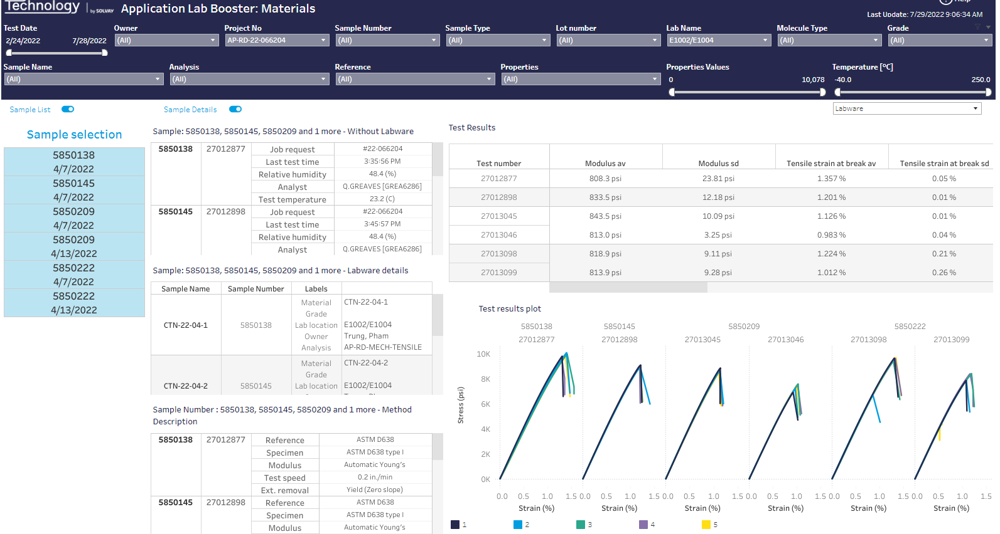 Technology
by SOLVAY
Application Lab Booster: Materials
Help
Last Update: 7/29/2022 9:06:34 AM
Test Date
Owner
Project No
Sample Number
Sample Type
Lot number
Lab Name
Molecule Type
Grade
2/24/2022
7/28/2022
(All)
AP-RD-22-066204
(All)
(All)
(All)
E1002/E1004
(All)
(All)
Sample Name
Analysis
Reference
Properties
Properties Values
Temperature [ºC]
(All)
(All)
(All)
(All)
0
10,078
-40.0
250.0
Sample List
Sample Details
Labware
Sample selection
5850138
4/7/2022
5850145
4/7/2022
5850209
4/7/2022
5850209
4/13/2022
5850222
4/7/2022
5850222
4/13/2022
Sample: 5850138, 5850145, 5850209 and 1 more - Without Labware
5850138 27012877 Job request #22-066204
Last test time 3:35:56 PM
Relative humidity 48.4 (%)
Analyst Q.GREAVES [GREA6286]
Test temperature 23.2 (C)
5850145 27012898 Job request #22-066204
Last test time 3:45:57 PM
Relative humidity 48.4 (%)
Analyst Q.GREAVES [GREA6286]
Sample: 5850138, 5850145, 5850209 and 1 more - Labware details
Sample Name Sample Number Labels
CTN-22-04-1 5850138
Material CTN-22-04-1
Grade
Lab location E1002/E1004
Owner Trung, Pham
Analysis AP-RD-MECH-TENSILE
CTN-22-04-2 5850145
Material CTN-22-04-2
Grade
Lab location E1002/E1004
Sample Number : 5850138, 5850145, 5850209 and 1 more - Method
Description
5850138 27012877 Reference ASTM D638
Specimen ASTM D638 type I
Modulus Automatic Young's
Test speed 0.2 in./min
Ext. removal Yield (Zero slope)
5850145 27012898 Reference ASTM D638
Specimen ASTM D638 type I
Modulus Automatic Young's
Test Results
Test number Modulus av Modulus sd Tensile strain at break av Tensile strain at break sd
27012877 808.3 psi 23.81 psi 1.357 % 0.05 %
27012898 833.5 psi 12.18 psi 1.201 % 0.01 %
27013045 843.5 psi 10.09 psi 1.126 % 0.01 %
27013046 813.0 psi 3.25 psi 0.983 % 0.04 %
27013098 818.9 psi 9.11 psi 1.224 % 0.21 %
27013099 813.9 psi 9.28 psi 1.012 % 0.26 %
Test results plot
5850138 5850145 5850209 5850222
27012877 27012898 27013045 27013046 27013098 27013099
Stress (psi)
10K
8K
6K
4K
2K
0K
0.0 0.5 1.0 1.5 0.0 1.0 1.5 0.0 1.0 1.5 0.0 1.0 1.5 0.0 1.0 1.5 0.0 1.0 1.5
Strain (%) Strain (%) Strain (%) Strain (%) Strain (%) Strain (%)
1 2 3 4 5